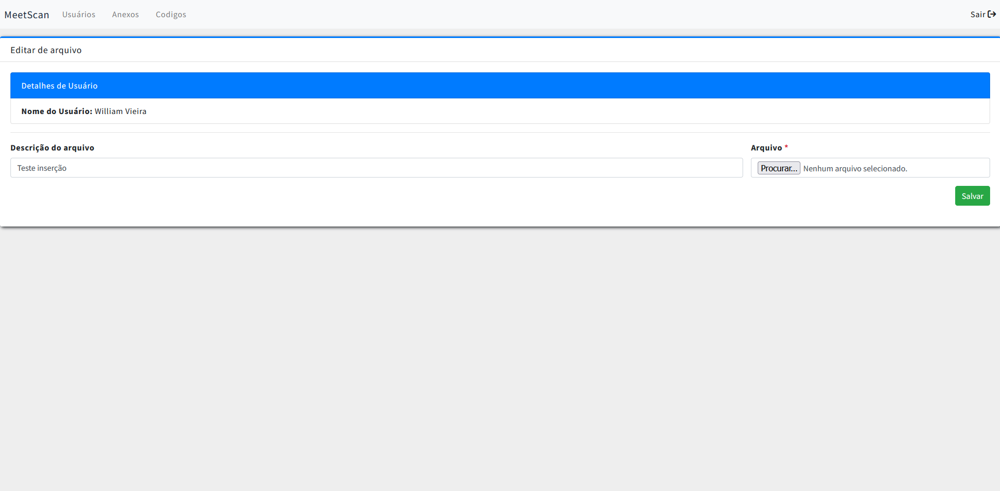 MeetScan Usuários Anexos Codigos Sair
Editar de arquivo
Detalhes de Usuário
Nome do Usuário: William Vieira
Descrição do arquivo Arquivo *
Teste inserção Procurar... Nenhum arquivo selecionado.
Salvar